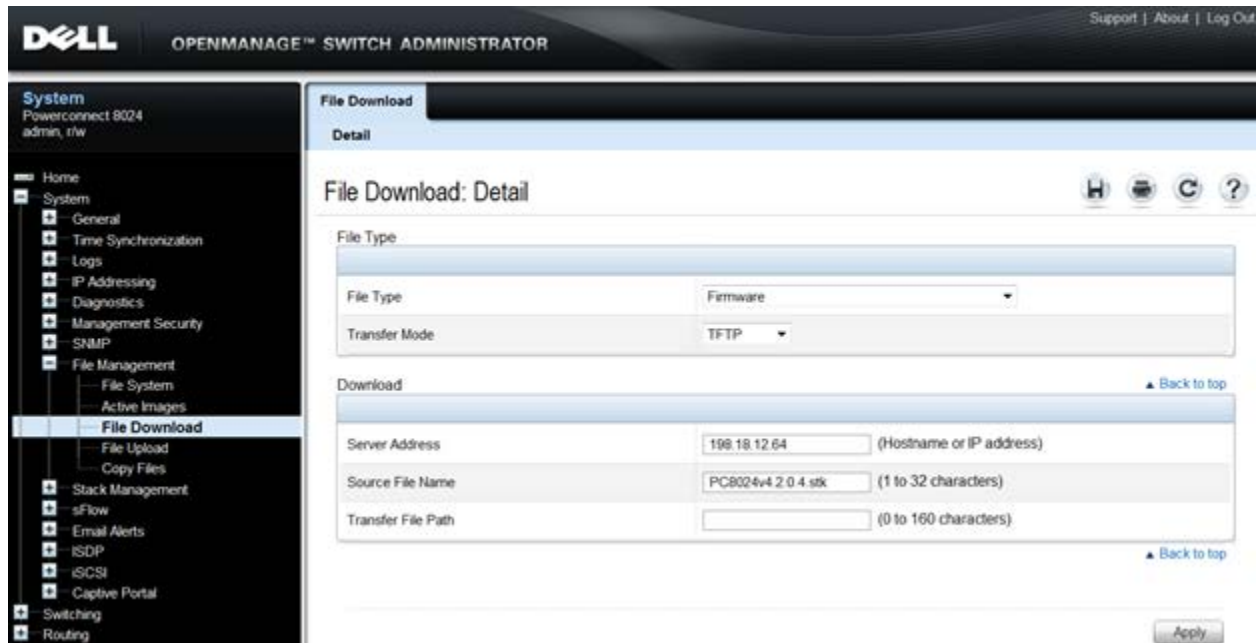 Support | About | Log Out
DELL
OPENMANAGE™ SWITCH ADMINISTRATOR
System
Powerconnect 8024
admin, r/w
Home
System
General
Time Synchronization
Logs
IP Addressing
Diagnostics
Management Security
SNMP
File Management
File System
Active Images
File Download
File Upload
Copy Files
Stack Management
sFlow
Email Alerts
ISDP
iSCSI
Captive Portal
Switching
Routing
File Download
Detail
File Download: Detail
File Type
File Type Firmware
Transfer Mode TFTP
Download Back to top
Server Address 198.18.12.64 (Hostname or IP address)
Source File Name PC8024v4.2.0.4.stk (1 to 32 characters)
Transfer File Path (0 to 160 characters)
Back to top
Apply